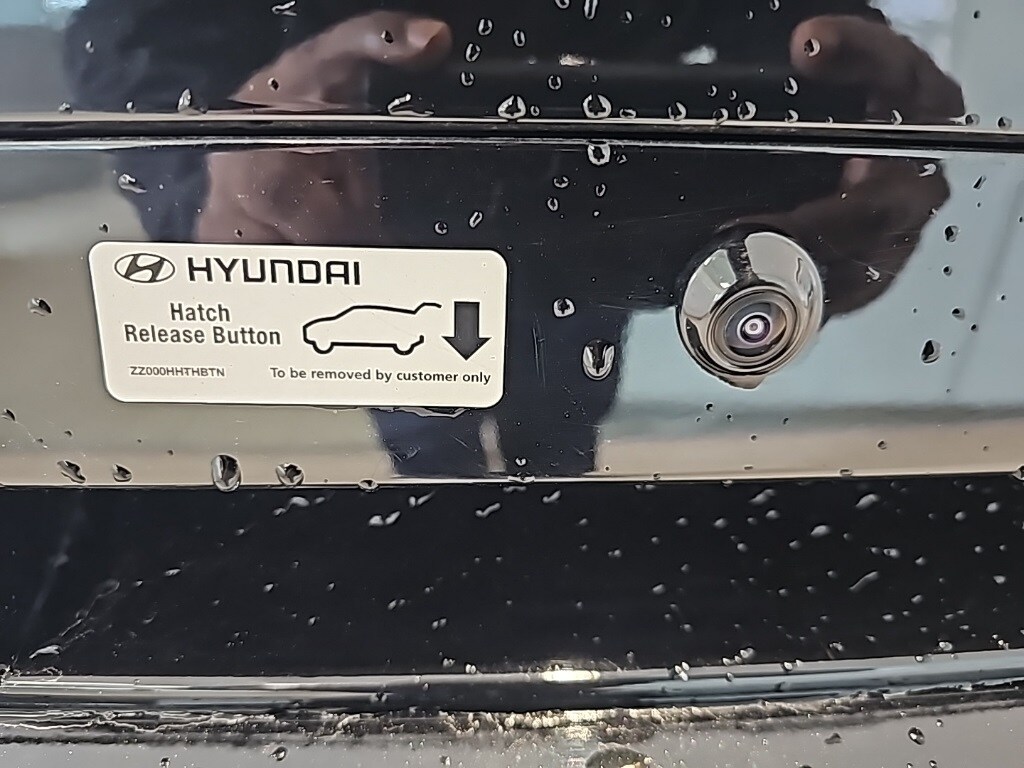 HYUNDAI
Hatch
Release Button
ZZ000HHTHBTN
To be removed by customer only